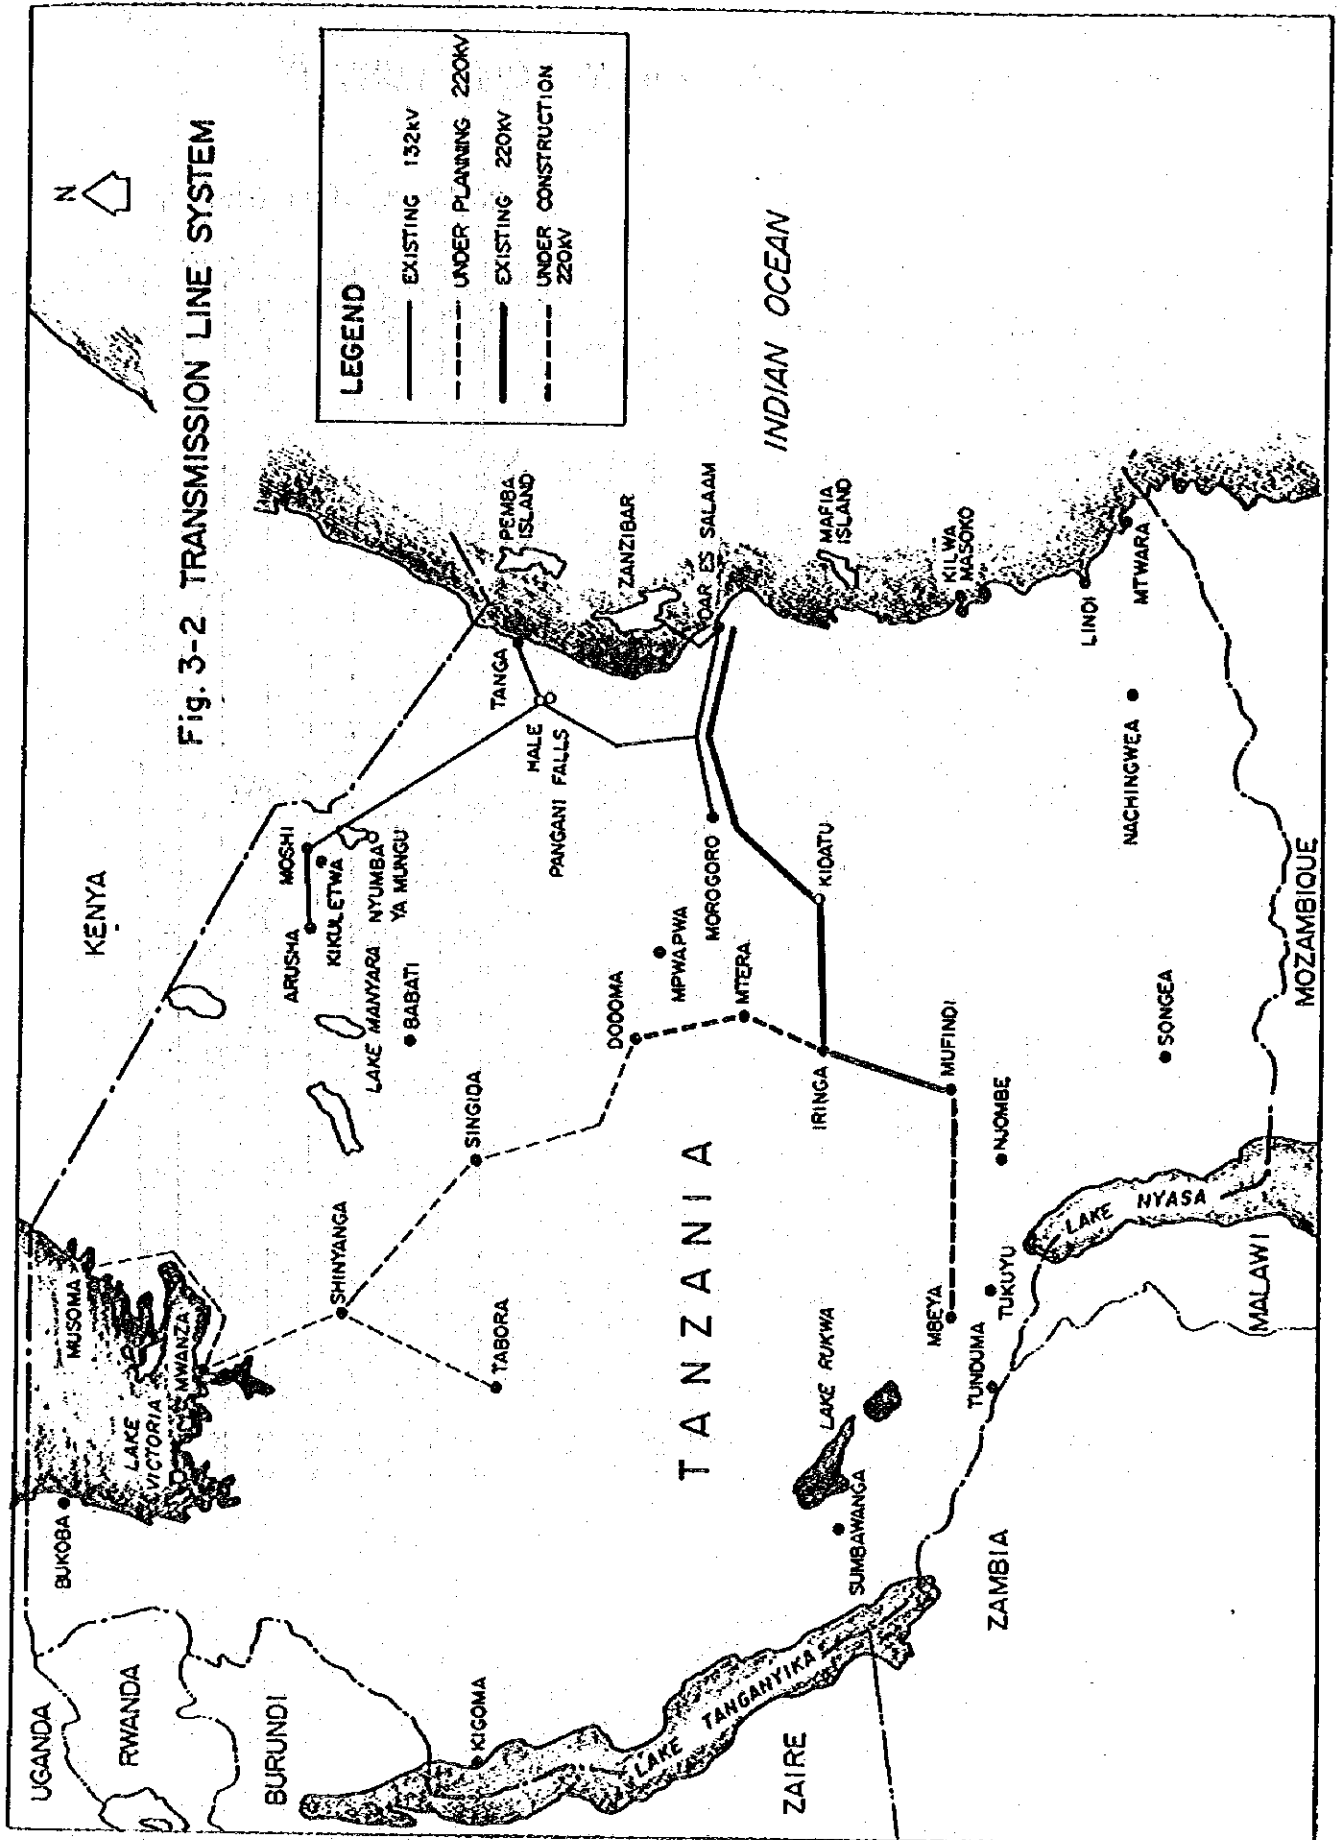 Fig. 3-2 TRANSMISSION LINE SYSTEM
N
LEGEND
EXISTING 132KV
UNDER PLANNING 220KV
EXISTING 220KV
UNDER CONSTRUCTION
220KV
UGANDA
RWANDA
BURUNDI
ZAIRE
ZAMBIA
MALAWI
MOZAMBIQUE
KENYA
TANZANIA
INDIAN OCEAN
BUKOBA
LAKE
VICTORIA
MUSOMA
MWANZA
SHINYANGA
TABORA
SINGIDA
KIGOMA
LAKE TANGANYIKA
SUMBAWANGA
LAKE RUKWA
ARUSHA
MOSHI
KIKULETWA
NYUMBA
YA MUNGU
LAKE MANYARA
BABATI
TANGA
HALE
PANGANI FALLS
PEMBA
ISLAND
ZANZIBAR
DAR ES SALAAM
MAFIA
ISLAND
KILWA
MASOKO
LINDI
MTWARA
NACHINGWEA
DODOMA
MPWAPWA
MOROGORO
MTERA
KIDATU
IRINGA
MUFINDI
NJOMBE
SONGEA
MBEYA
TUNDUMA
TUKUYU
LAKE NYASA